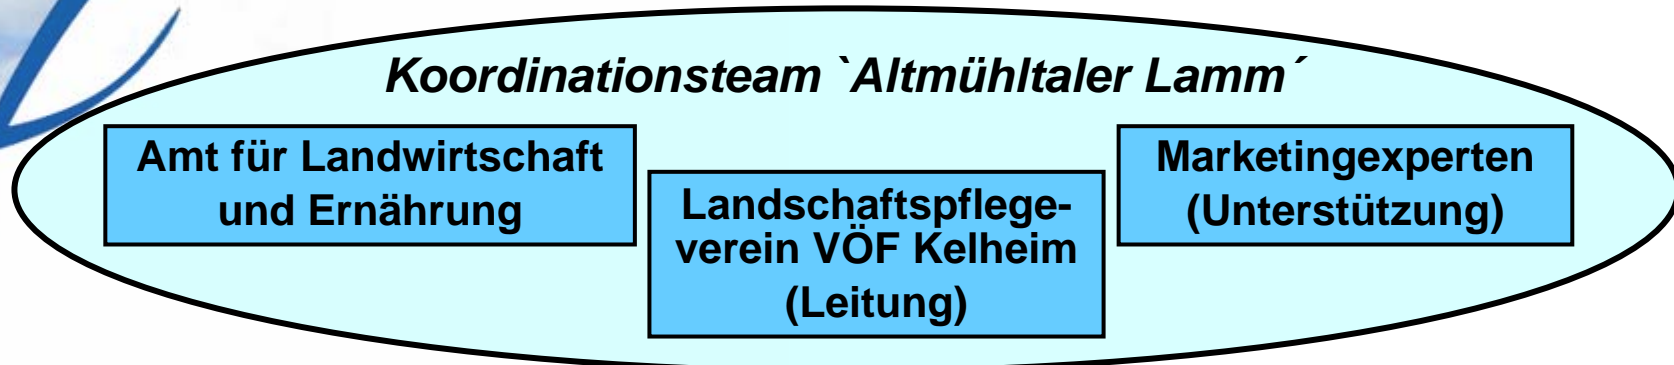 Koordinationsteam `Altmühltaler Lamm´
Amt für Landwirtschaft
und Ernährung
Landschaftspflege-
verein VÖF Kelheim
(Leitung)
Marketingexperten
(Unterstützung)